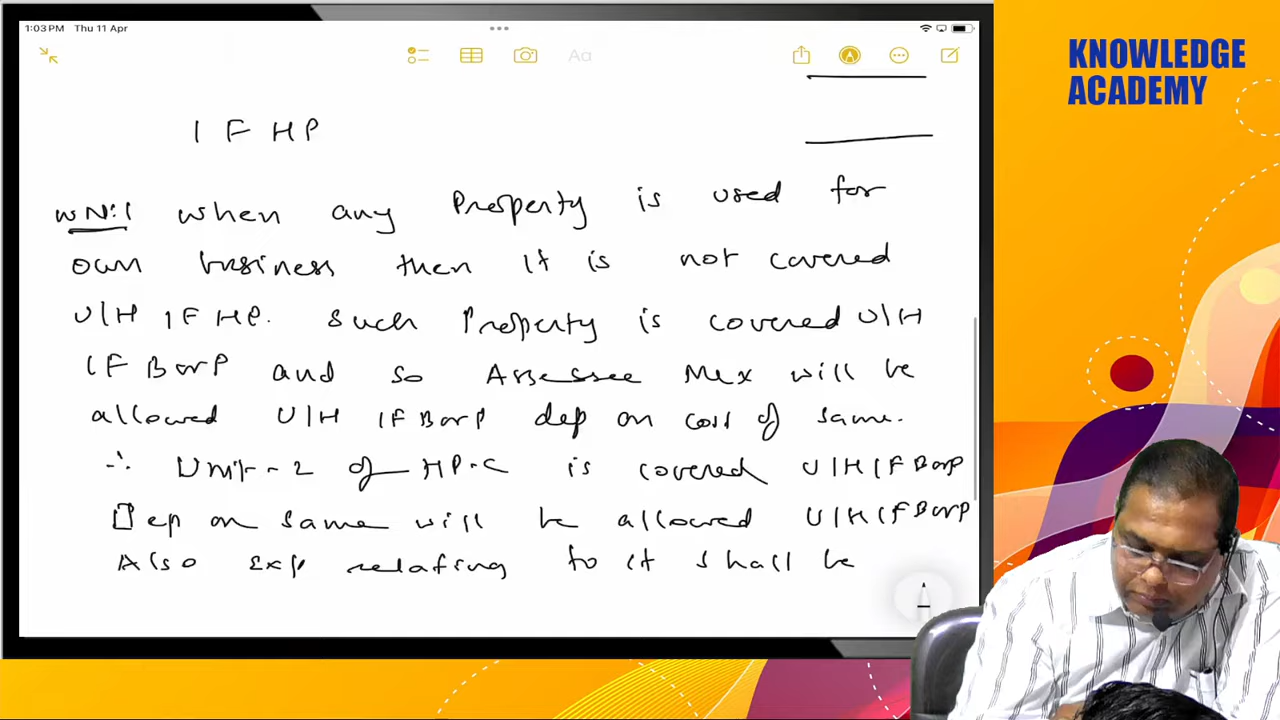 1:03 PM Thu 11 Apr
Aa
KNOWLEDGE
ACADEMY
IFHP
WN:1 when any Property is used for
own business then it is not covered
U/H IFHP. Such Property is covered U/H
IFBorP and so Assessee Mr X will be
allowed U/H IFBorP dep on cost of same.
∴ Unit-2 of HP-C is covered U/H IFBorP
Dep on same will be allowed U/H IFBorP
Also Exp relating to it shall be